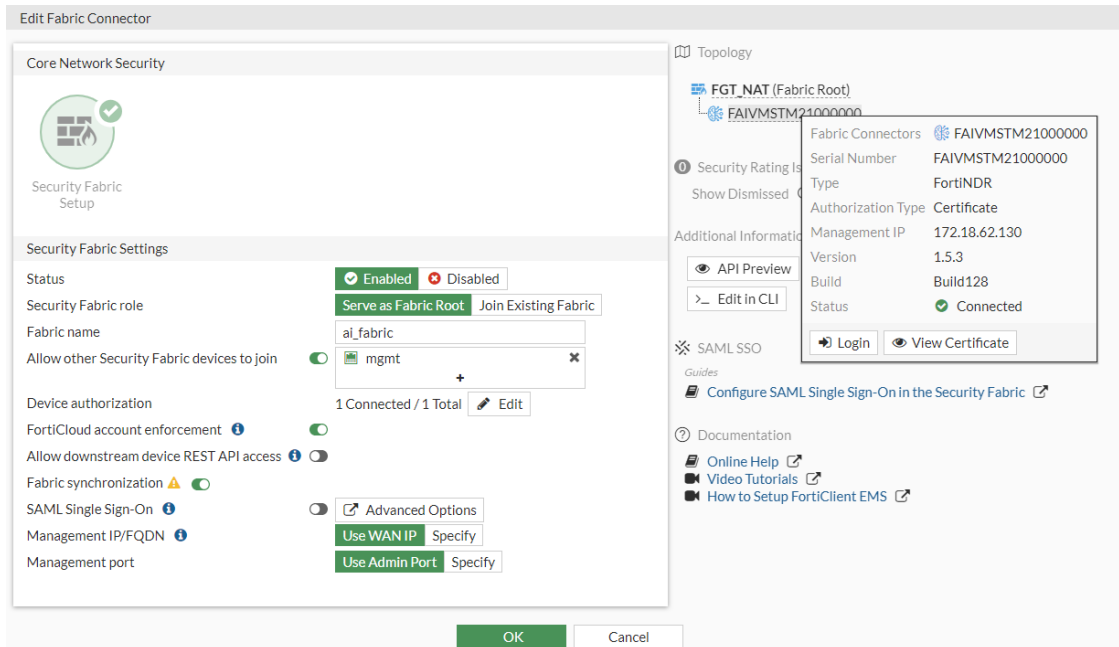 Edit Fabric Connector
Core Network Security
Security Fabric
Setup
Security Fabric Settings
Status
Enabled
Disabled
Security Fabric role
Serve as Fabric Root
Join Existing Fabric
Fabric name
ai_fabric
Allow other Security Fabric devices to join
mgmt
+
Device authorization
1 Connected / 1 Total
Edit
FortiCloud account enforcement
Allow downstream device REST API access
Fabric synchronization
SAML Single Sign-On
Advanced Options
Management IP/FQDN
Use WAN IP
Specify
Management port
Use Admin Port
Specify
OK
Cancel
Topology
FGT_NAT (Fabric Root)
FAIVMSTM21000000
0 Security Rating Is
Show Dismissed
Additional Informatio
API Preview
>_ Edit in CLI
SAML SSO
Guides
Configure SAML Single Sign-On in the Security Fabric
Documentation
Online Help
Video Tutorials
How to Setup FortiClient EMS
Fabric Connectors FAIVMSTM21000000
Serial Number FAIVMSTM21000000
Type FortiNDR
Authorization Type Certificate
Management IP 172.18.62.130
Version 1.5.3
Build Build128
Status Connected
Login
View Certificate